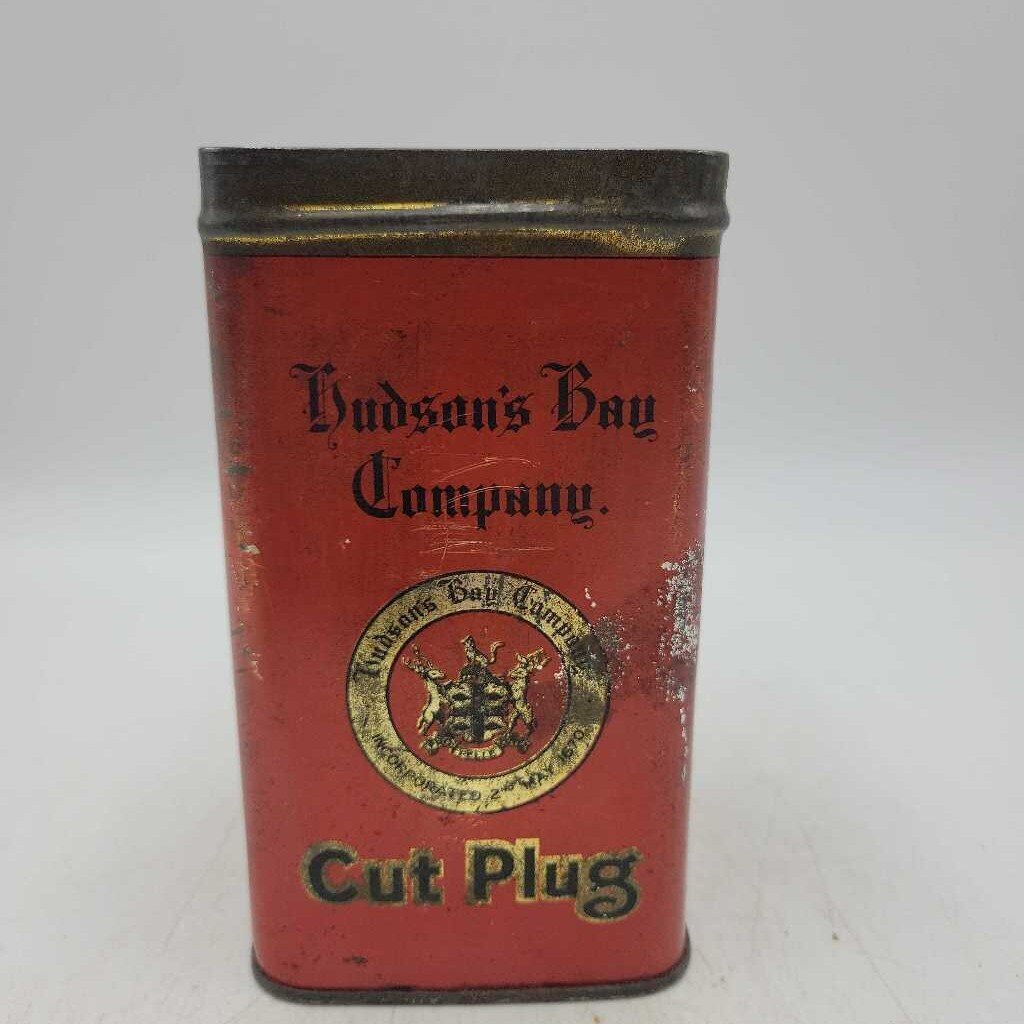 Hudson's Bay
Company.
Hudson's Bay Company
INCORPORATED 2ND MAY 1670.
Cut Plug